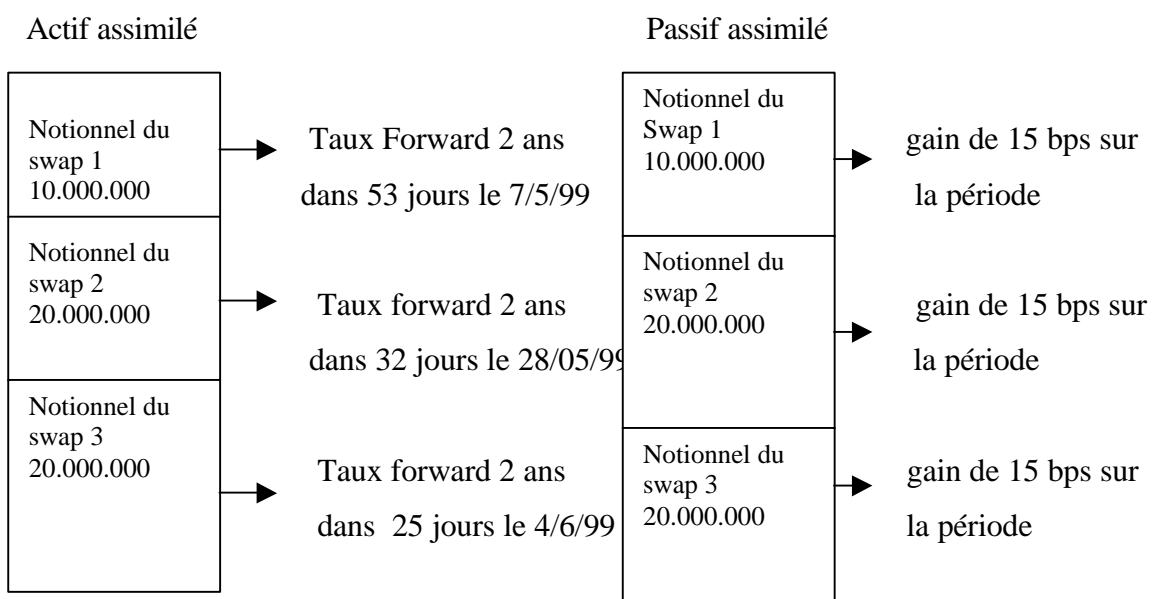 Actif assimilé
Passif assimilé
Notionnel du
swap 1
10.000.000
Taux Forward 2 ans
dans 53 jours le 7/5/99
Notionnel du
swap 2
20.000.000
Taux forward 2 ans
dans 32 jours le 28/05/99
Notionnel du
swap 3
20.000.000
Taux forward 2 ans
dans 25 jours le 4/6/99
Notionnel du
Swap 1
10.000.000
gain de 15 bps sur
la période
Notionnel du
swap 2
20.000.000
gain de 15 bps sur
la période
Notionnel du
swap 3
20.000.000
gain de 15 bps sur
la période